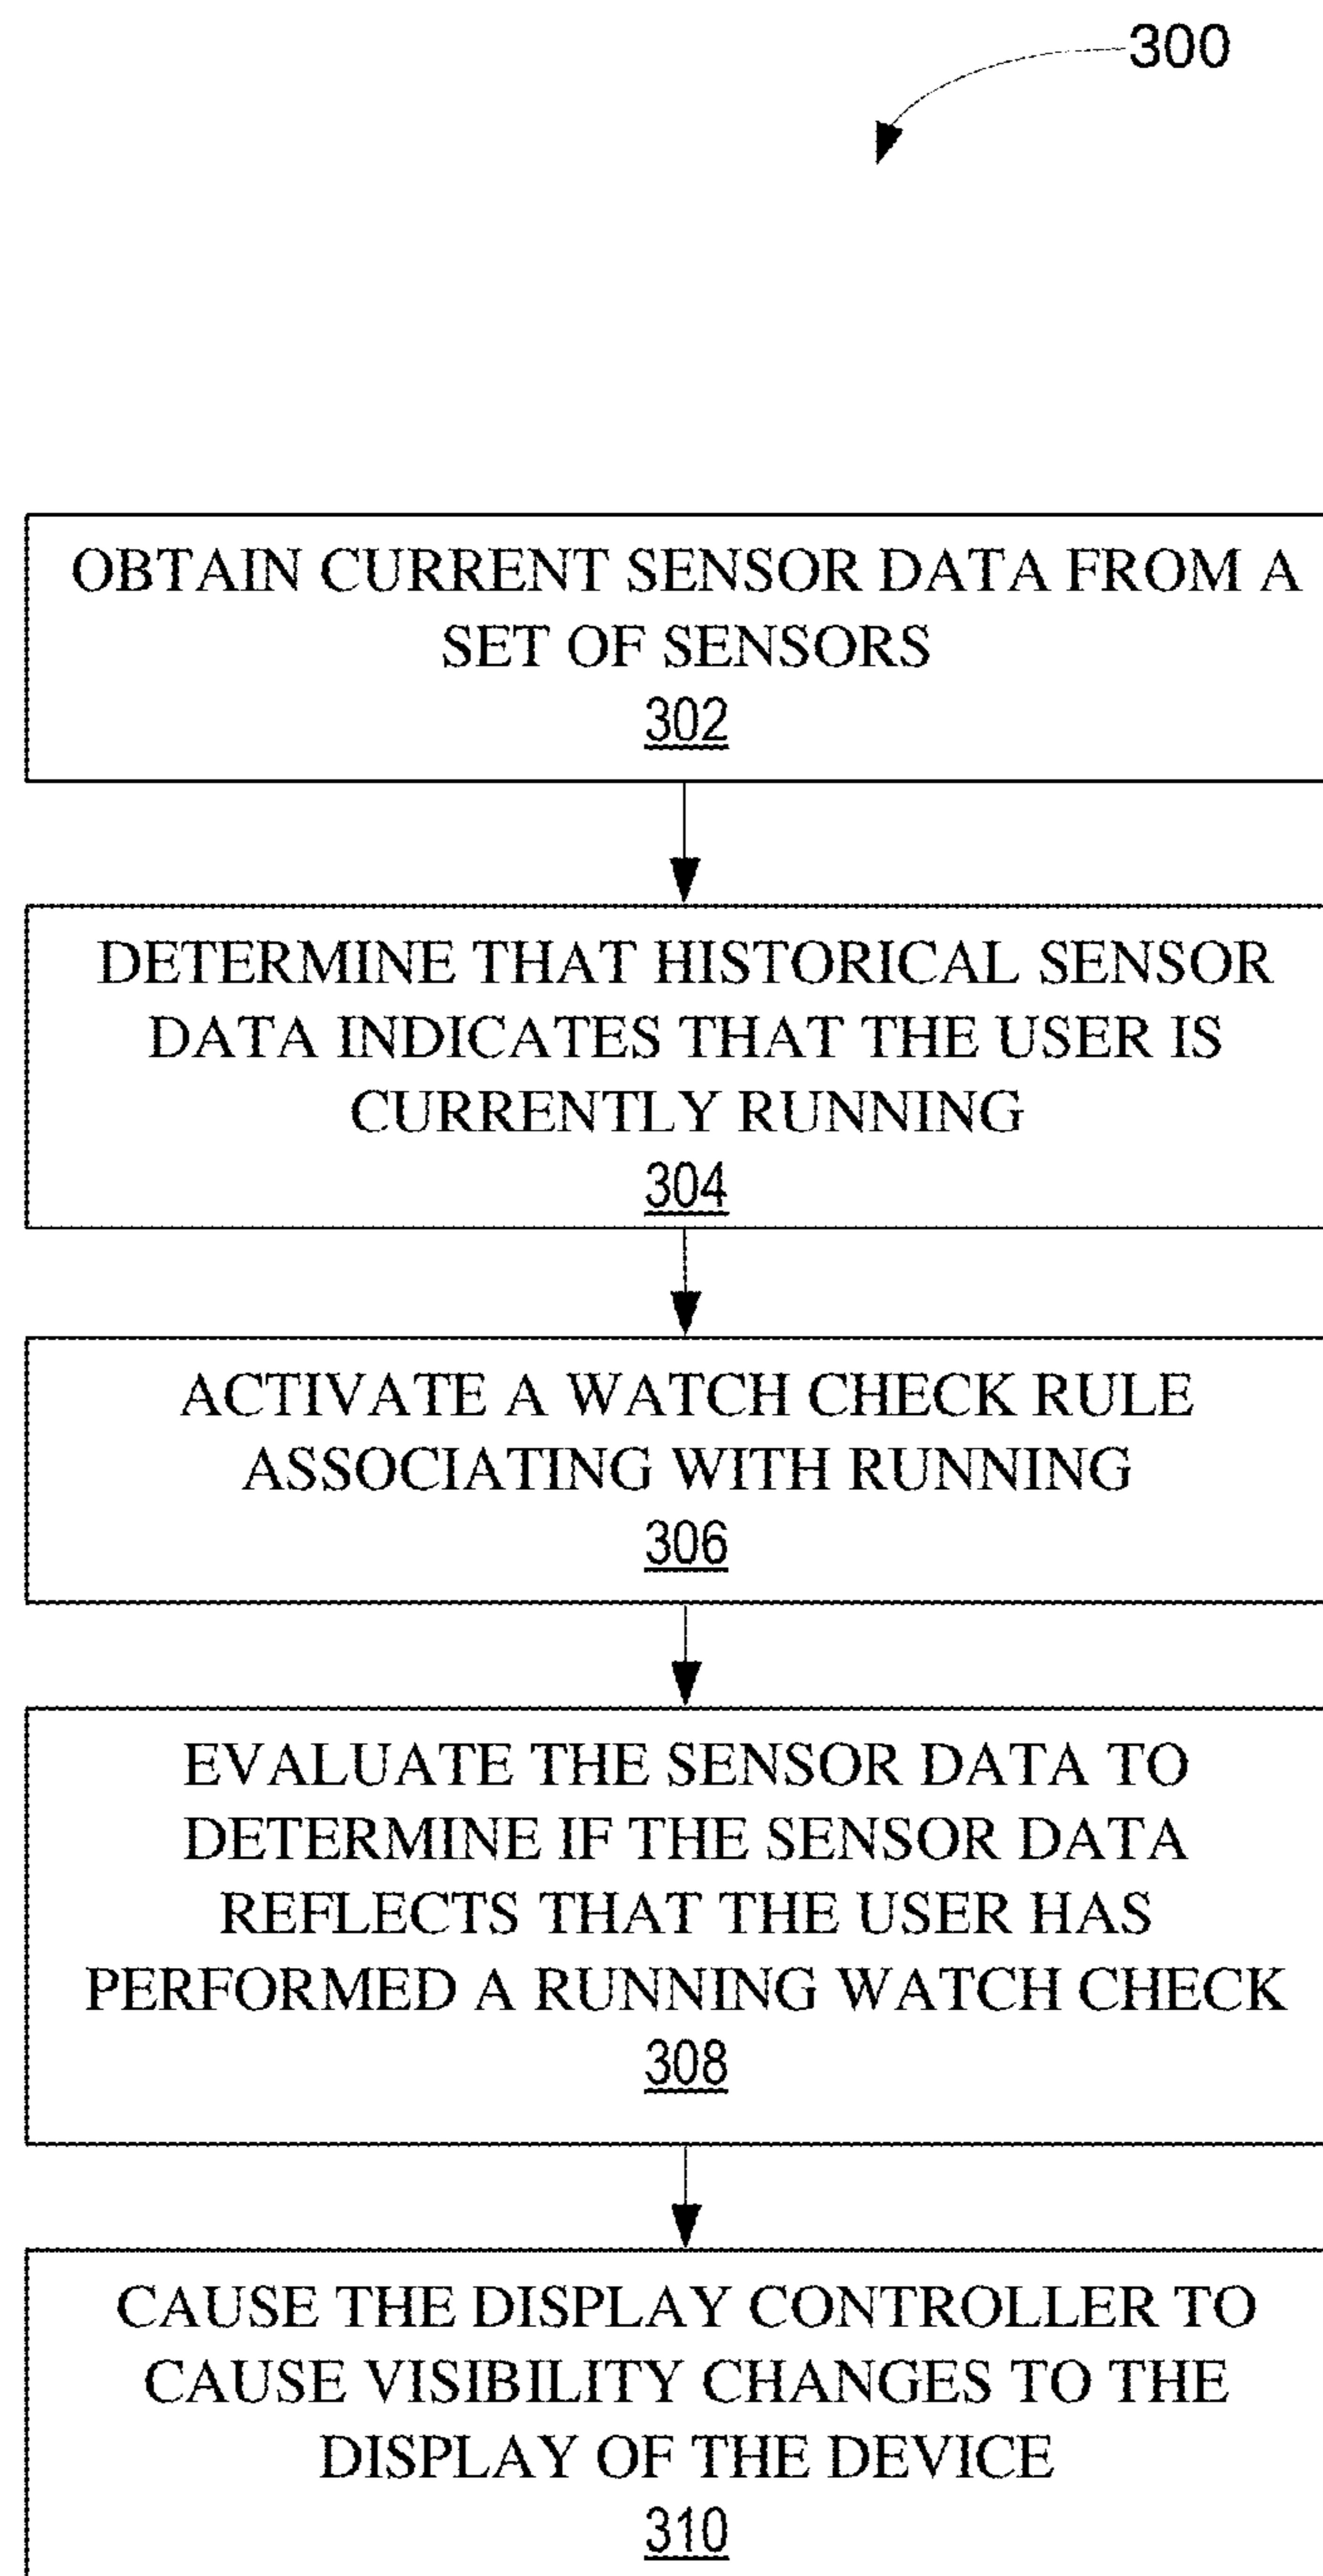 300
OBTAIN CURRENT SENSOR DATA FROM A
SET OF SENSORS
302
DETERMINE THAT HISTORICAL SENSOR
DATA INDICATES THAT THE USER IS
CURRENTLY RUNNING
304
ACTIVATE A WATCH CHECK RULE
ASSOCIATING WITH RUNNING
306
EVALUATE THE SENSOR DATA TO
DETERMINE IF THE SENSOR DATA
REFLECTS THAT THE USER HAS
PERFORMED A RUNNING WATCH CHECK
308
CAUSE THE DISPLAY CONTROLLER TO
CAUSE VISIBILITY CHANGES TO THE
DISPLAY OF THE DEVICE
310